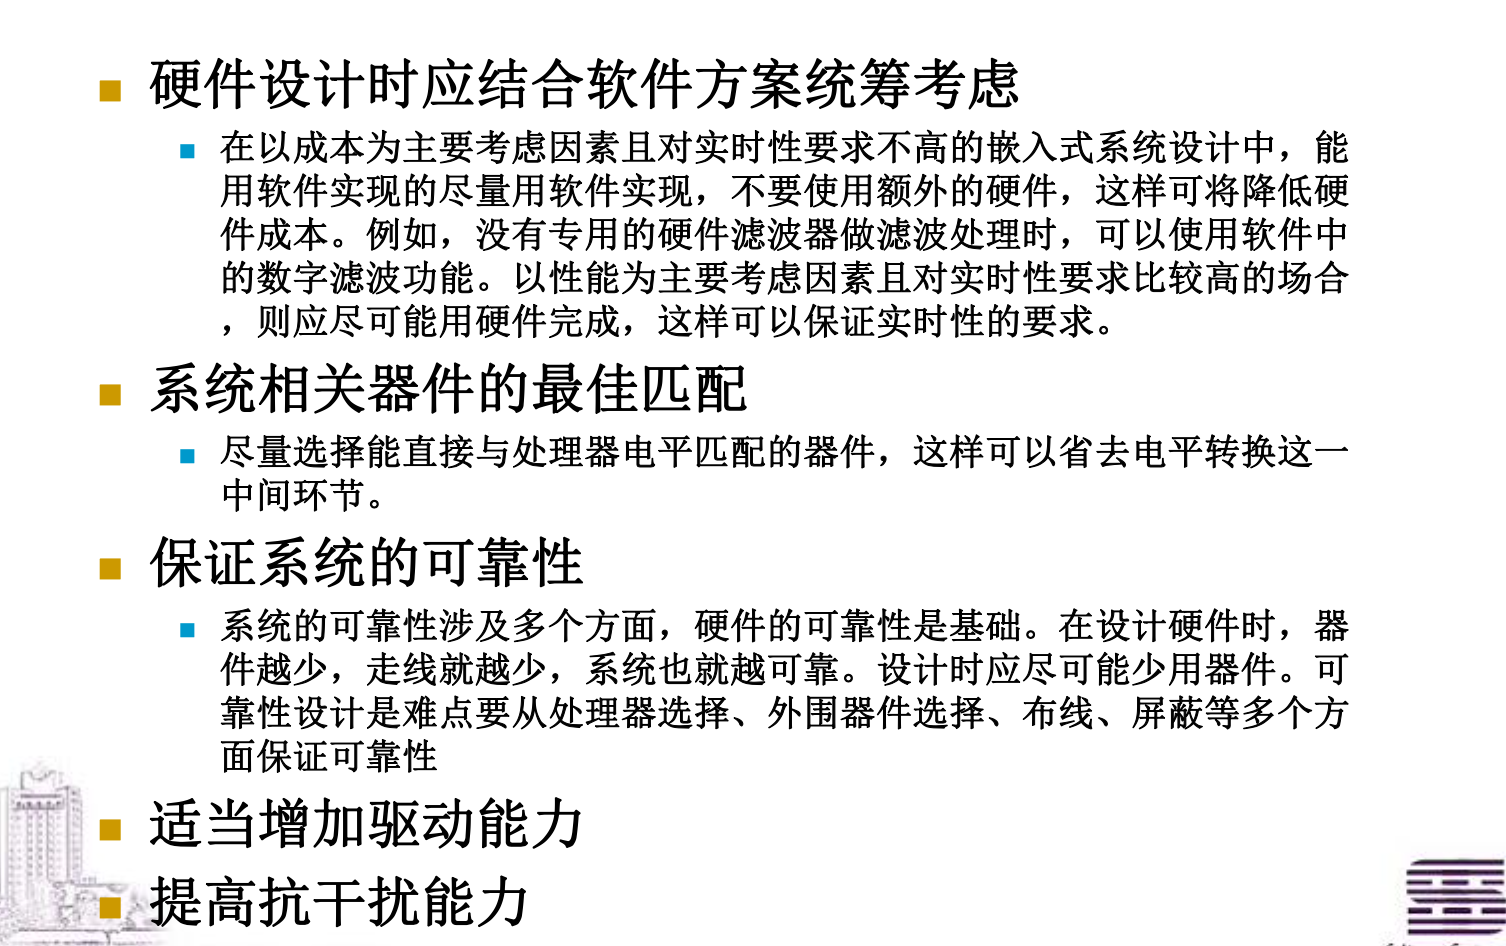 硬件设计时应结合软件方案统筹考虑
在以成本为主要考虑因素且对实时性要求不高的嵌入式系统设计中，能
用软件实现的尽量用软件实现，不要使用额外的硬件，这样可将降低硬
件成本。例如，没有专用的硬件滤波器做滤波处理时，可以使用软件中
的数字滤波功能。以性能为主要考虑因素且对实时性要求比较高的场合
，则应尽可能用硬件完成，这样可以保证实时性的要求。
系统相关器件的最佳匹配
尽量选择能直接与处理器电平匹配的器件，这样可以省去电平转换这一
中间环节。
保证系统的可靠性
系统的可靠性涉及多个方面，硬件的可靠性是基础。在设计硬件时，器
件越少，走线就越少，系统也就越可靠。设计时应尽可能少用器件。可
靠性设计是难点要从处理器选择、外围器件选择、布线、屏蔽等多个方
面保证可靠性
适当增加驱动能力
提高抗干扰能力